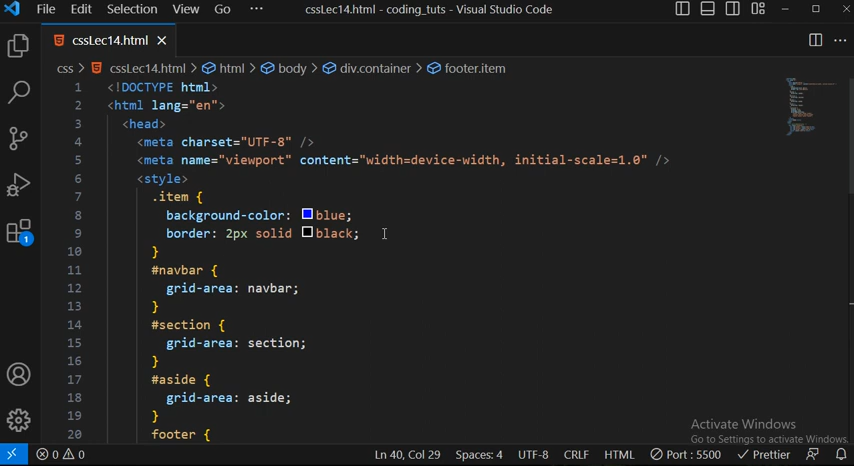 File Edit Selection View Go ··· cssLec14.html - coding_tuts - Visual Studio Code
cssLec14.html
css > cssLec14.html > html > body > div.container > footer.item
1 <!DOCTYPE html>
2 <html lang="en">
3 <head>
4 <meta charset="UTF-8" />
5 <meta name="viewport" content="width=device-width, initial-scale=1.0" />
6 <style>
7 .item {
8 background-color: blue;
9 border: 2px solid black;
10 }
11 #navbar {
12 grid-area: navbar;
13 }
14 #section {
15 grid-area: section;
16 }
17 #aside {
18 grid-area: aside;
19 }
20 footer {
1
Activate Windows
Go to Settings to activate Windows.
0 0 Ln 40, Col 29 Spaces: 4 UTF-8 CRLF HTML Port : 5500 Prettier